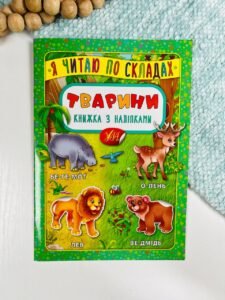 Я ЧИТАЮ ПО СКЛАДАХ
ТВАРИНИ
КНИЖКА З НАЛІПКАМИ
БЕ-ГЕ-МОТ
О-ЛЕНЬ
ЛЕВ
ВЕ-ДМІДЬ